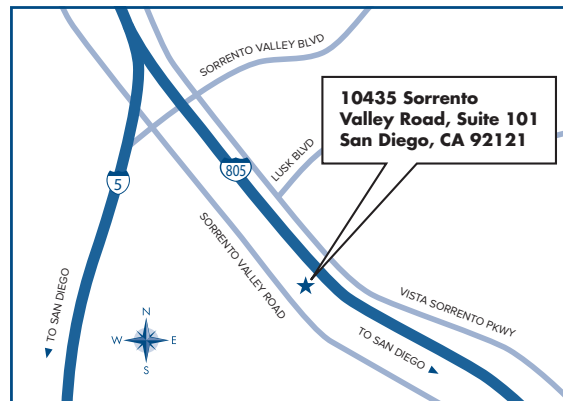 SORRENTO VALLEY BLVD
10435 Sorrento
Valley Road, Suite 101
San Diego, CA 92121
LUSK BLVD
805
5
SORRENTO VALLEY ROAD
VISTA SORRENTO PKWY
TO SAN DIEGO
TO SAN DIEGO
N
W
E
S